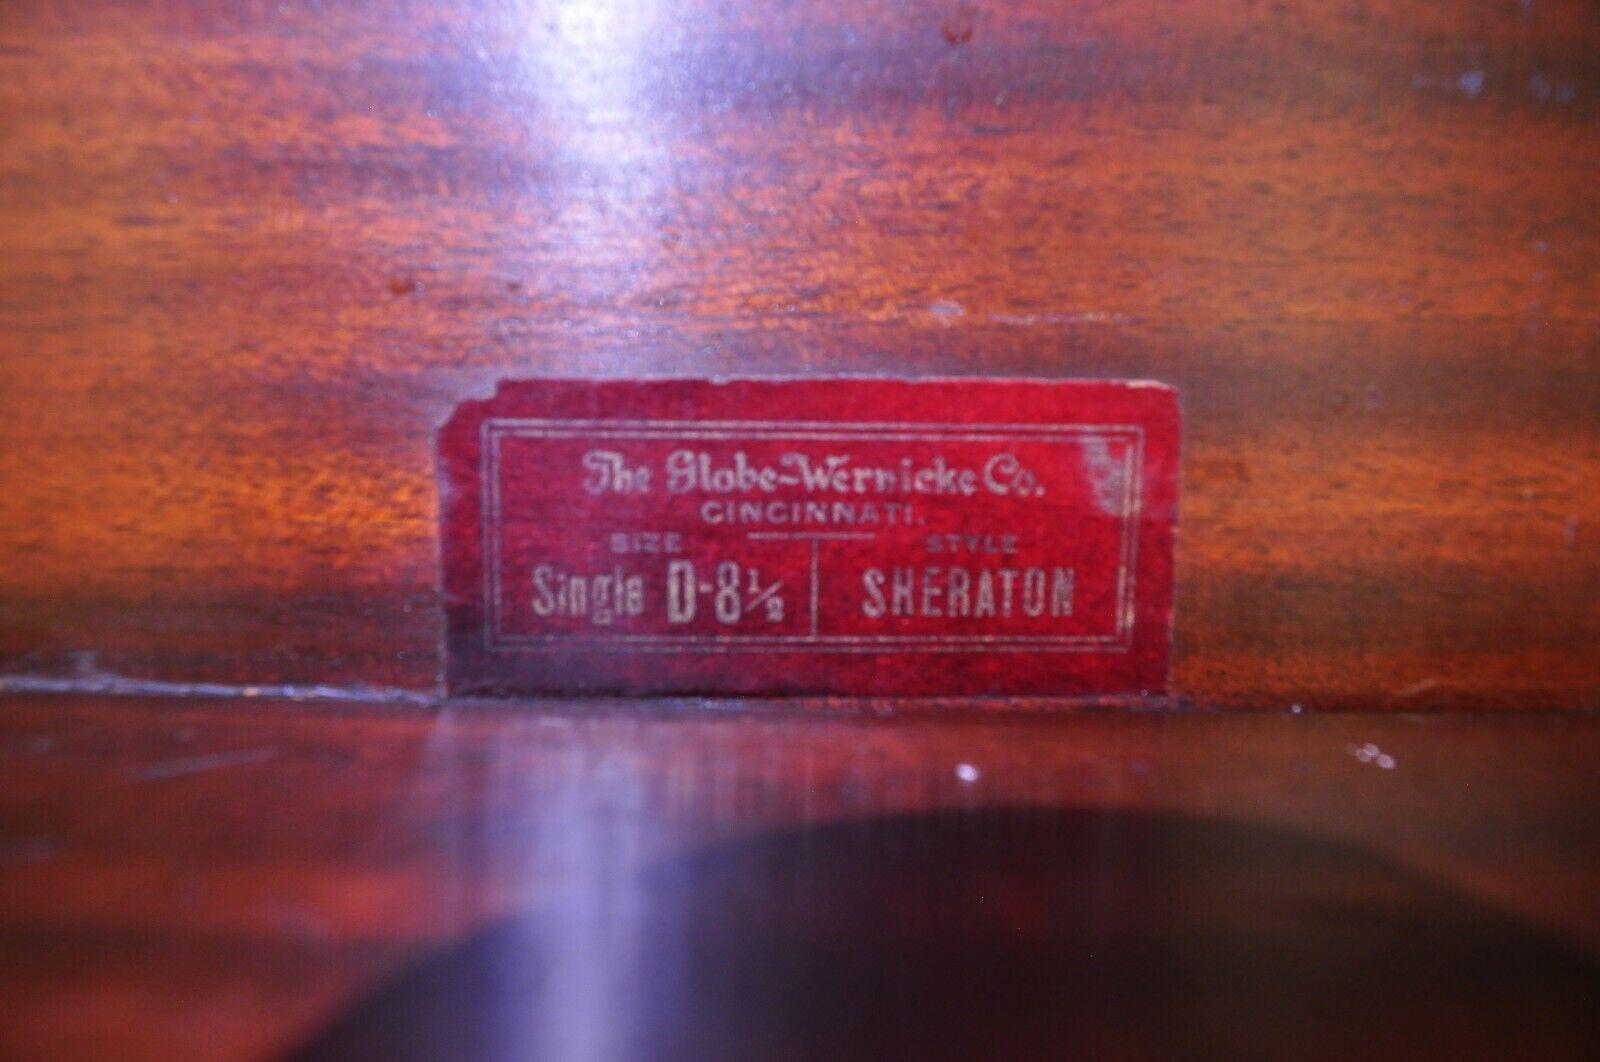 The Globe-Wernicke Co.
CINCINNATI.
SIZE STYLE
Single D-8½ SHERATON